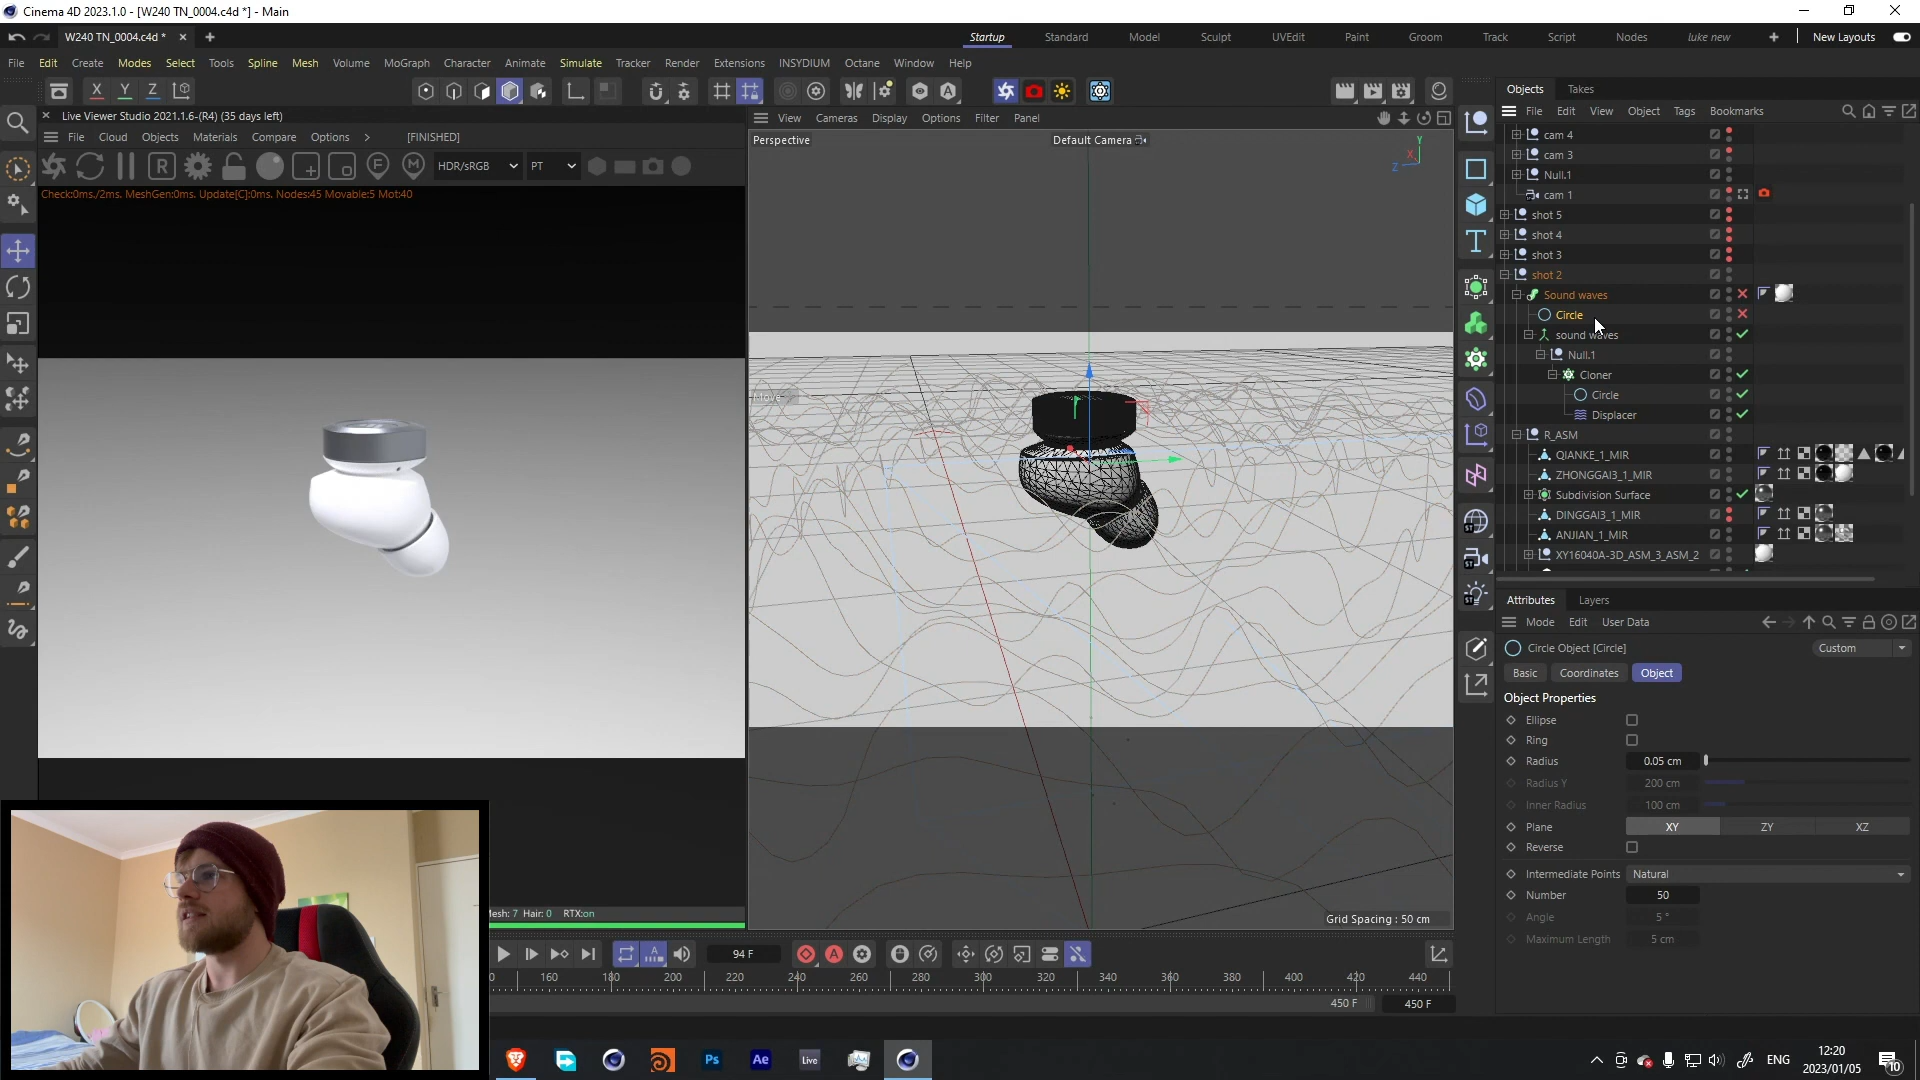 Cinema 4D 2023.1.0 - [W240 TN_0004.c4d *] - Main
W240 TN_0004.c4d *
Startup Standard Model Sculpt UVEdit Paint Groom Track Script Nodes luke new New Layouts
File Edit Create Modes Select Tools Spline Mesh Volume MoGraph Character Animate Simulate Tracker Render Extensions INSYDIUM Octane Window Help
X Y Z
Live Viewer Studio 2021.1.6-(R4) (35 days left)
File Cloud Objects Materials Compare Options > [FINISHED]
HDR/sRGB PT
Check:0ms./2ms. MeshGen:0ms. Update[C]:0ms. Nodes:45 Movable:5 Mot:40
View Cameras Display Options Filter Panel
Perspective Default Camera
Y
X
Z
Move
Grid Spacing : 50 cm
Objects Takes
File Edit View Object Tags Bookmarks
cam 4
cam 3
Null.1
cam 1
shot 5
shot 4
shot 3
shot 2
Sound waves
Circle
sound waves
Null.1
Cloner
Circle
Displacer
R_ASM
QIANKE_1_MIR
ZHONGGAI3_1_MIR
Subdivision Surface
DINGGAI3_1_MIR
ANJIAN_1_MIR
XY16040A-3D_ASM_3_ASM_2
Attributes Layers
Mode Edit User Data
Circle Object [Circle] Custom
Basic Coordinates Object
Object Properties
Ellipse
Ring
Radius 0.05 cm
Radius Y 200 cm
Inner Radius 100 cm
Plane XY ZY XZ
Reverse
Intermediate Points Natural
Number 50
Angle 5 °
Maximum Length 5 cm
Mesh: 7 Hair: 0 RTX:on
94 F
160 180 200 220 240 260 280 300 320 340 360 380 400 420 440
450 F 450 F
Ps Ae Live
ENG 12:20
2023/01/05 10